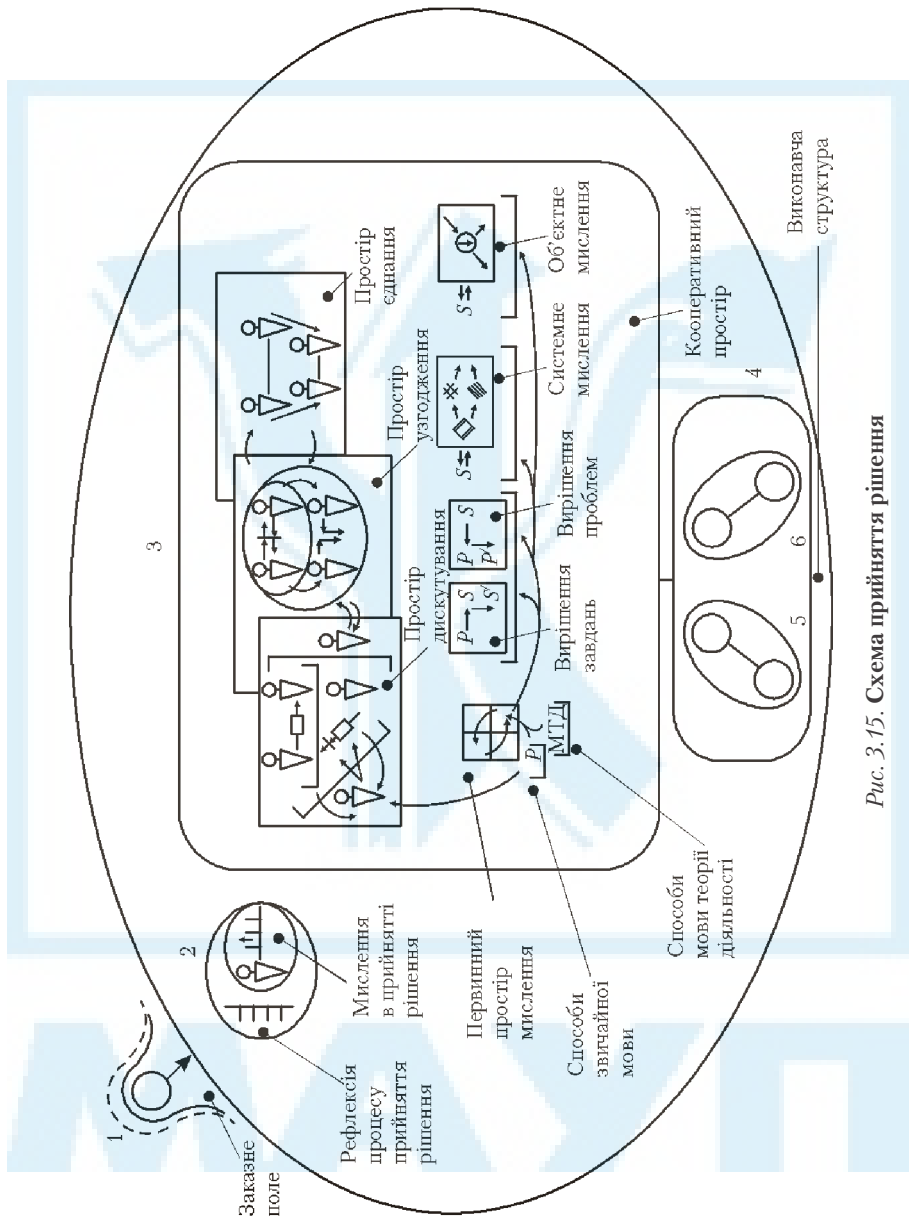 1
Заказне
поле
2
Рефлексія
процесу
прийняття
рішення
Мислення
в прийнятті
рішення
3
Простір
єднання
Простір
узгодження
Простір
дискутування
Первинний
простір
мислення
Способи
звичайної
мови
Способи
мови теорії
діяльності
P
МТД
P S
S′
Вирішення
завдань
P S
P′
Вирішення
проблем
S
Системне
мислення
S
Об’єктне
мислення
Кооперативний
простір
4
5
6
Виконавча
структура
Рис. 3.15. Схема прийняття рішення
МАУП